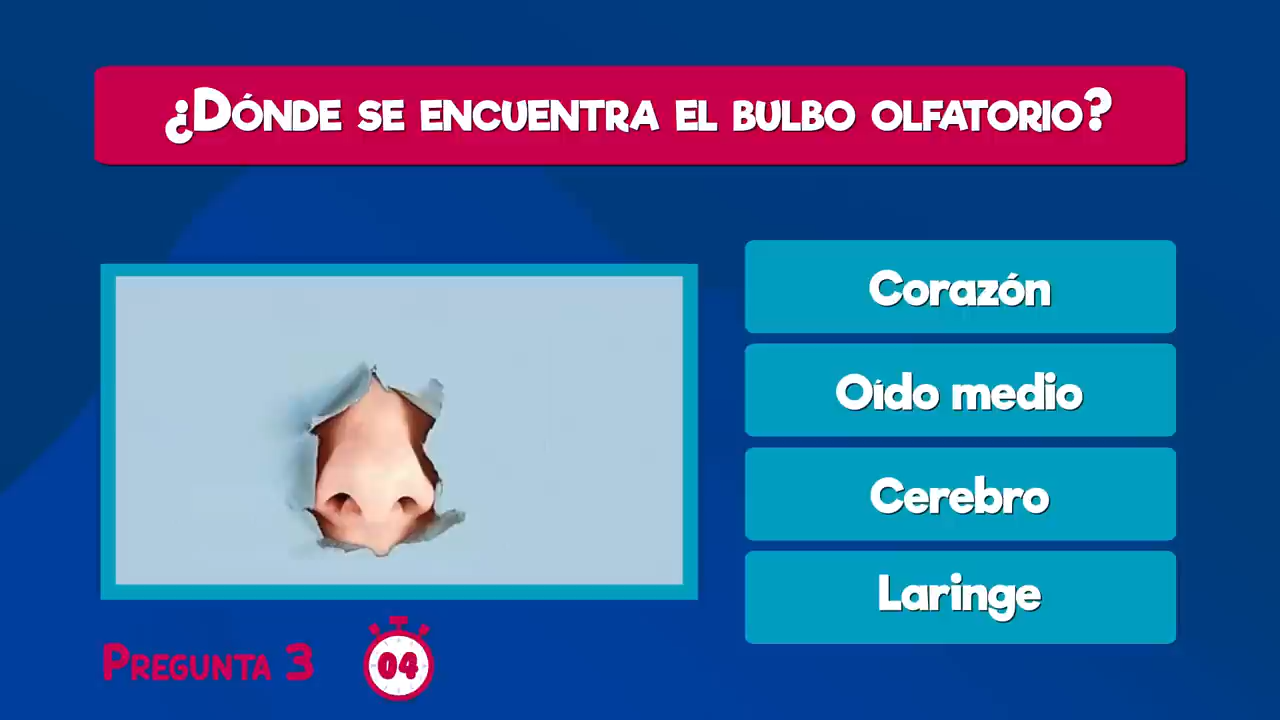 ¿Dónde se encuentra el bulbo olfatorio?
Corazón
Oído medio
Cerebro
Laringe
Pregunta 3
04